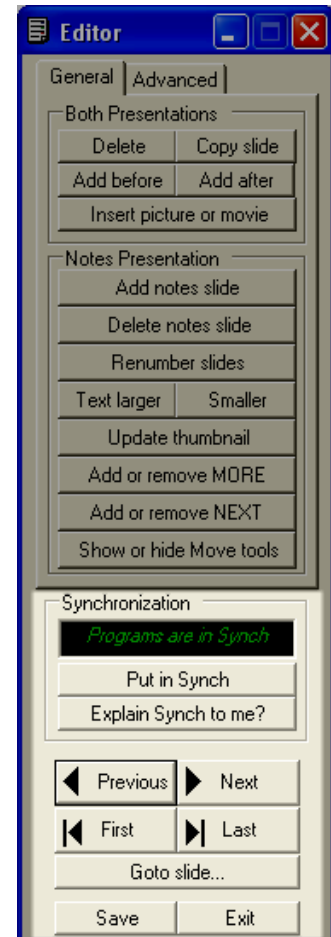 Editor
General Advanced
Both Presentations
Delete Copy slide
Add before Add after
Insert picture or movie
Notes Presentation
Add notes slide
Delete notes slide
Renumber slides
Text larger Smaller
Update thumbnail
Add or remove MORE
Add or remove NEXT
Show or hide Move tools
Synchronization
Programs are in Synch
Put in Synch
Explain Synch to me?
Previous Next
First Last
Goto slide...
Save Exit